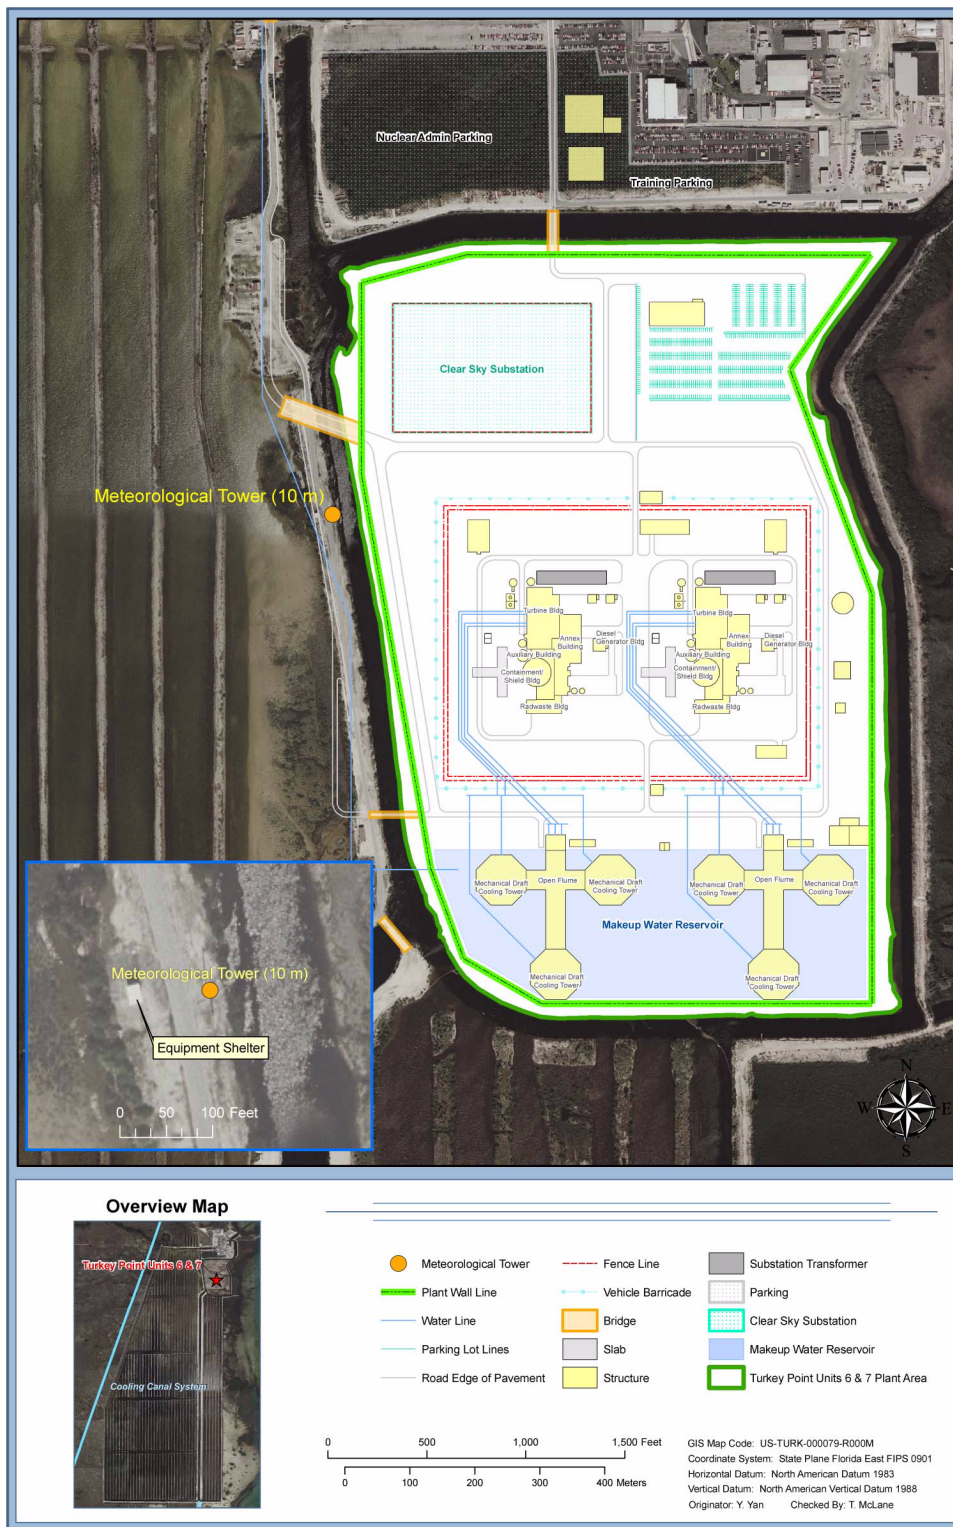 Nuclear Admin Parking
Training Parking
Clear Sky Substation
Meteorological Tower (10 m)
Turbine Bldg
Annex
Building
Diesel
Generator Bldg
Auxiliary Building
Containment/
Shield Bldg
Radwaste Bldg
Turbine Bldg
Annex
Building
Diesel
Generator Bldg
Auxiliary Building
Containment/
Shield Bldg
Radwaste Bldg
Mechanical Draft
Cooling Tower
Open Flume
Mechanical Draft
Cooling Tower
Mechanical Draft
Cooling Tower
Open Flume
Mechanical Draft
Cooling Tower
Makeup Water Reservoir
Mechanical Draft
Cooling Tower
Mechanical Draft
Cooling Tower
Meteorological Tower (10 m)
Equipment Shelter
0 50 100 Feet
N
W E
S
Overview Map
Turkey Point Units 6 & 7
Cooling Canal System
Meteorological Tower
Plant Wall Line
Water Line
Parking Lot Lines
Road Edge of Pavement
Fence Line
Vehicle Barricade
Bridge
Slab
Structure
Substation Transformer
Parking
Clear Sky Substation
Makeup Water Reservoir
Turkey Point Units 6 & 7 Plant Area
0 500 1,000 1,500 Feet
0 100 200 300 400 Meters
GIS Map Code: US-TURK-000079-R000M
Coordinate System: State Plane Florida East FIPS 0901
Horizontal Datum: North American Datum 1983
Vertical Datum: North American Vertical Datum 1988
Originator: Y. Yan Checked By: T. McLane